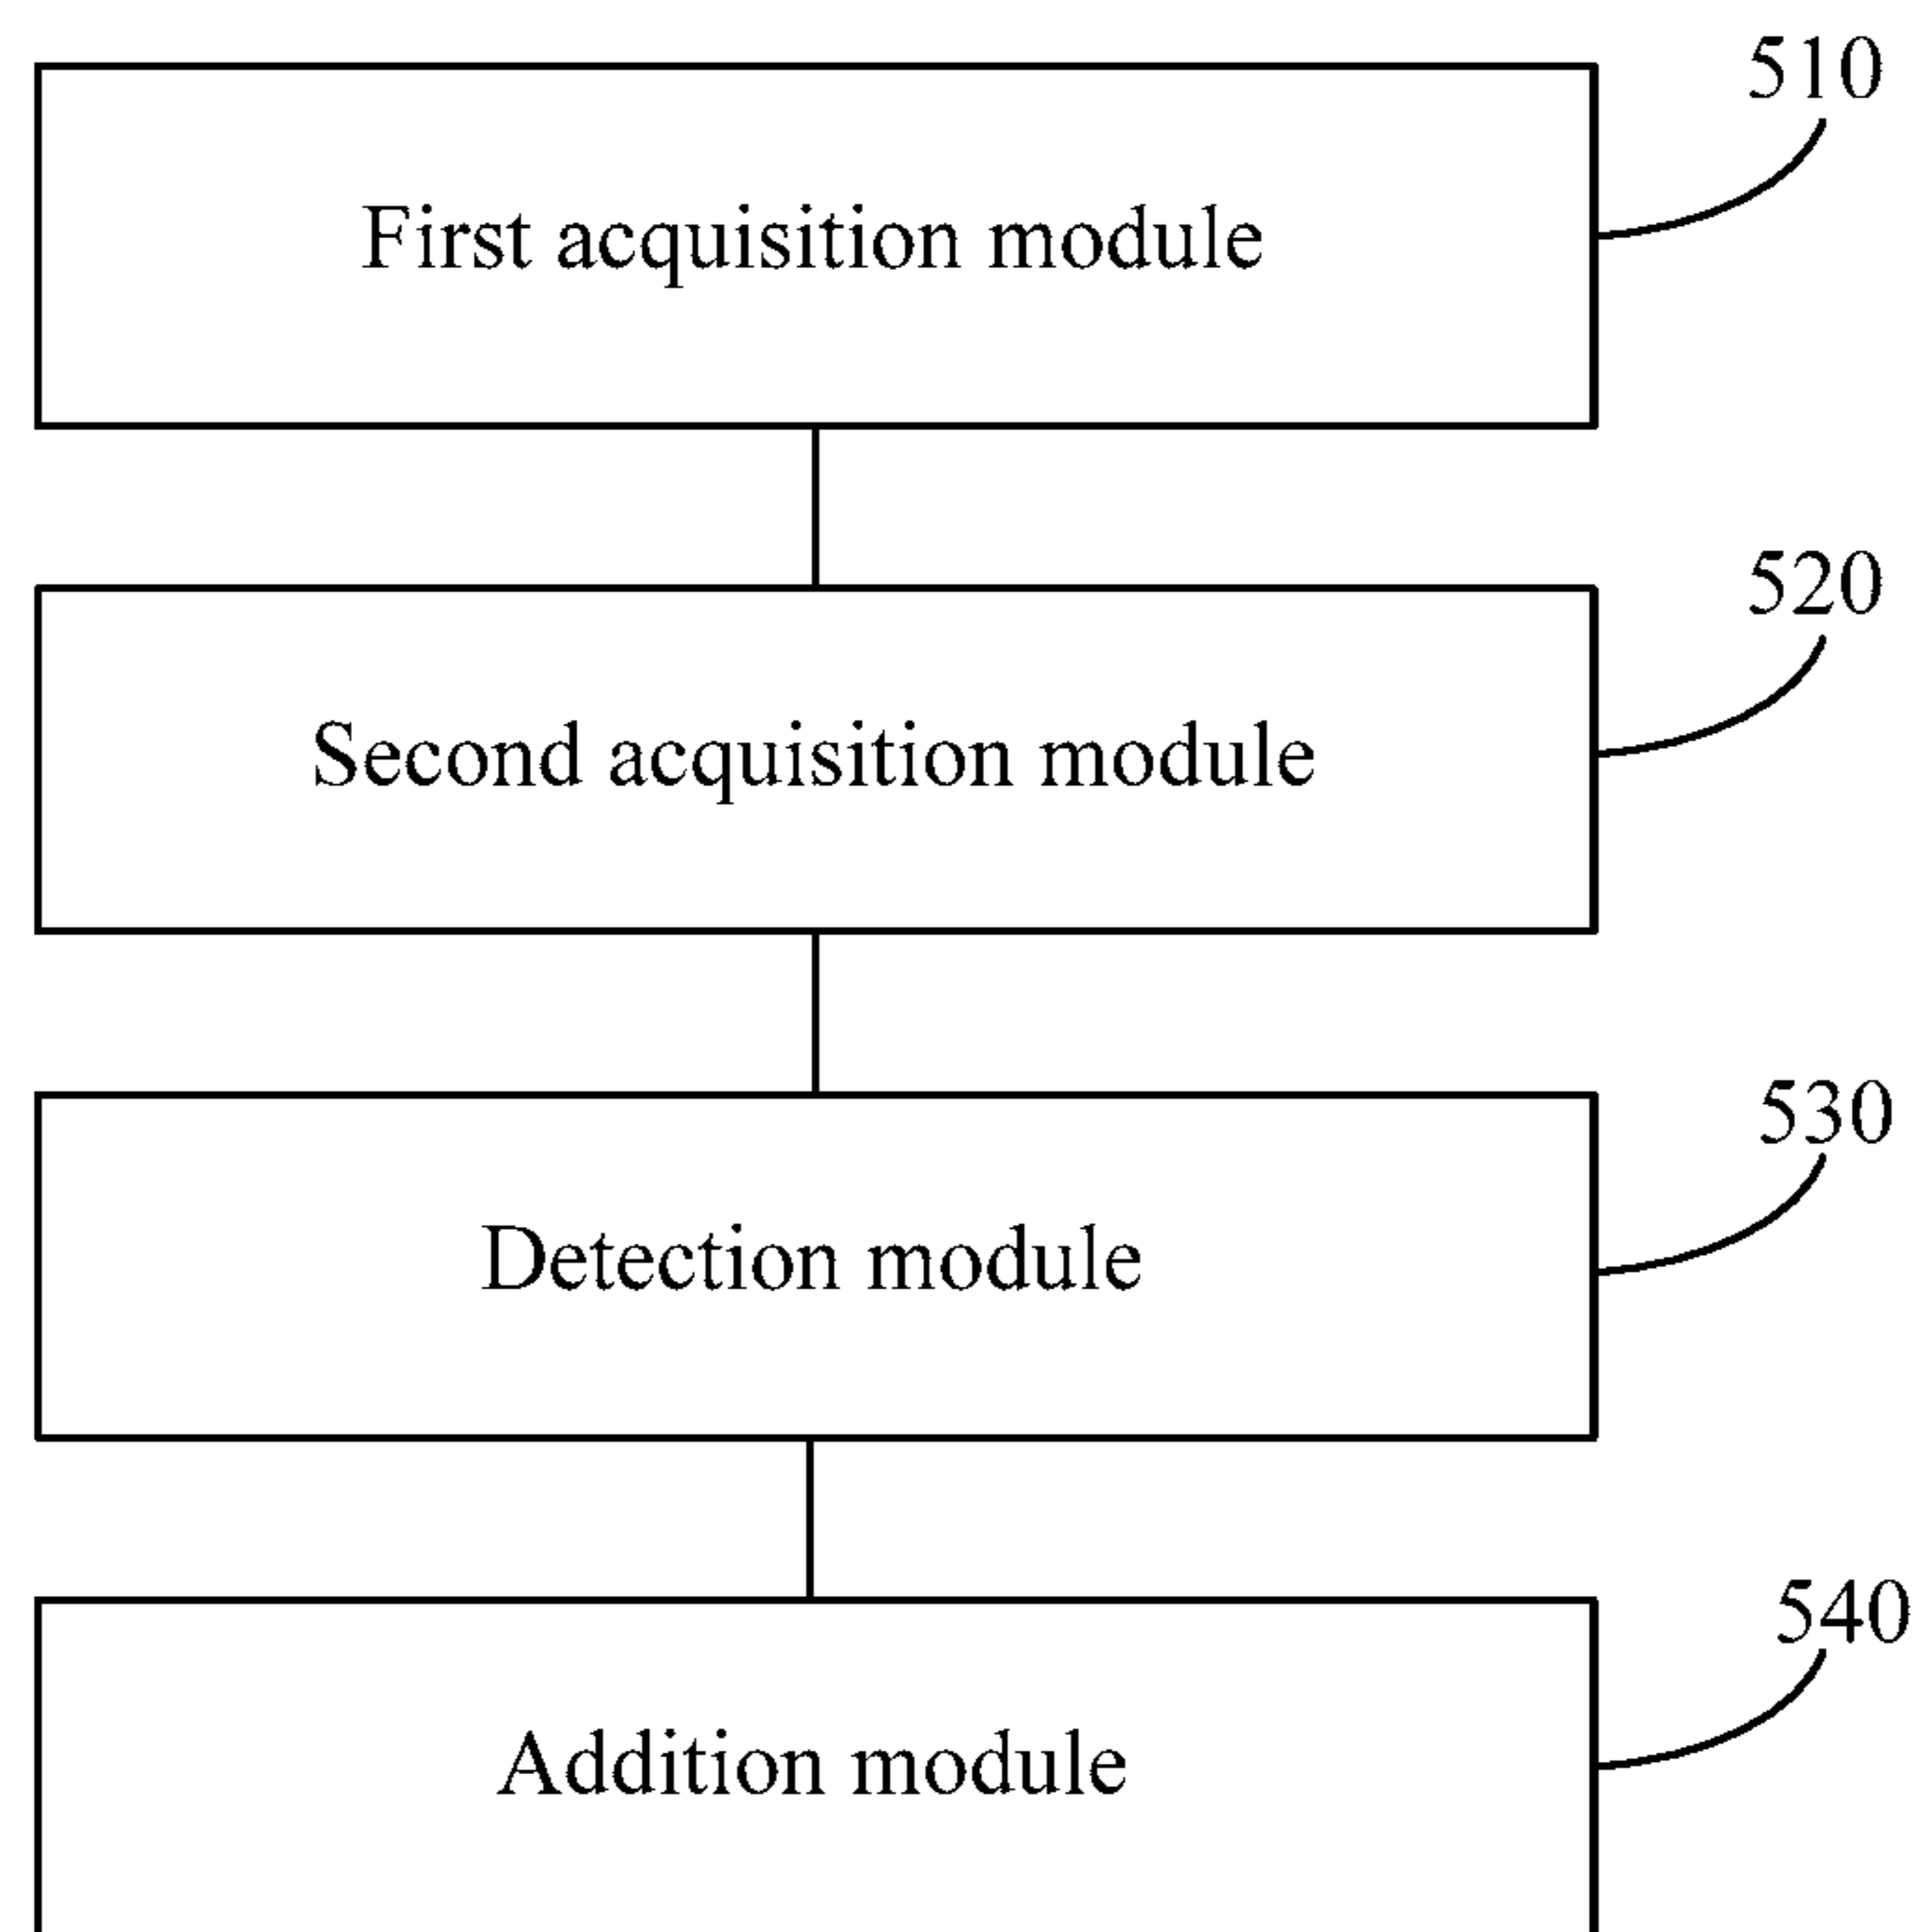 510
First acquisition module
520
Second acquisition module
530
Detection module
540
Addition module